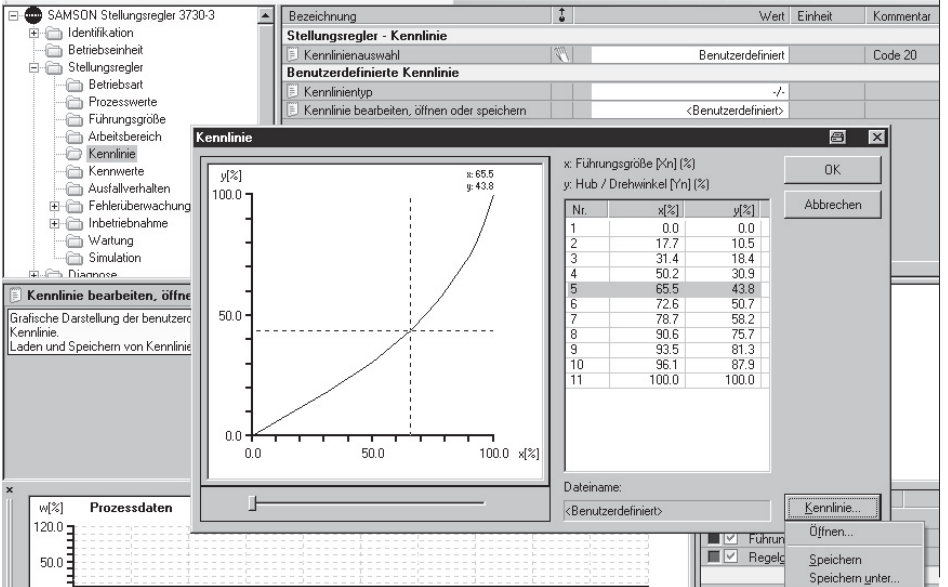 SAMSON Stellungsregler 3730-3
Identifikation
Betriebseinheit
Stellungsregler
Betriebsart
Prozesswerte
Führungsgröße
Arbeitsbereich
Kennlinie
Kennwerte
Ausfallverhalten
Fehlerüberwachung
Inbetriebnahme
Wartung
Simulation
Diagnose
Bezeichnung Wert Einheit Kommentar
Stellungsregler - Kennlinie
Kennlinienauswahl Benutzerdefiniert Code 20
Benutzerdefinierte Kennlinie
Kennlinientyp -/-
Kennlinie bearbeiten, öffnen oder speichern <Benutzerdefiniert>
Kennlinie bearbeiten, öffne
Grafische Darstellung der benutzerd
Kennlinie.
Laden und Speichern von Kennlinie
Kennlinie
y[%]
x: 65.5
y: 43.8
100.0
50.0
0.0
0.0 50.0 100.0 x[%]
x: Führungsgröße [Xn] (%)
y: Hub / Drehwinkel [Yn] (%)
Nr. x[%] y[%]
1 0.0 0.0
2 17.7 10.5
3 31.4 18.4
4 50.2 30.9
5 65.5 43.8
6 72.6 50.7
7 78.7 58.2
8 90.6 75.7
9 93.5 81.3
10 96.1 87.9
11 100.0 100.0
Dateiname:
<Benutzerdefiniert>
OK
Abbrechen
Kennlinie...
Öffnen...
Speichern
Speichern unter...
w[%] Prozessdaten
120.0
50.0
Führun
Regelg